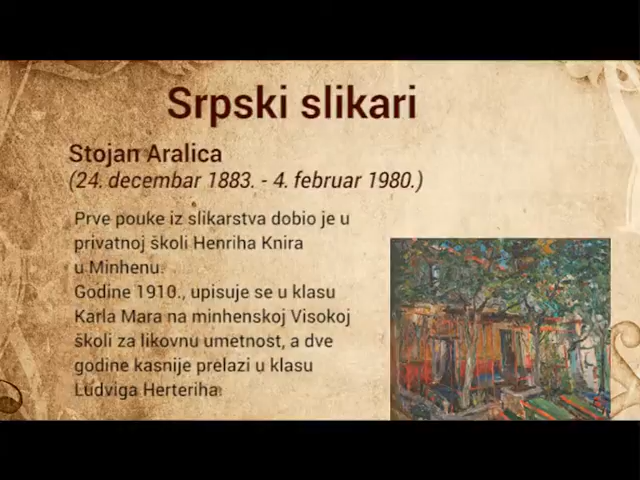 Srpski slikari
Stojan Aralica
(24. decembar 1883. - 4. februar 1980.)
Prve pouke iz slikarstva dobio je u
privatnoj školi Henriha Knira
u Minhenu.
Godine 1910., upisuje se u klasu
Karla Mara na minhenskoj Visokoj
školi za likovnu umetnost, a dve
godine kasnije prelazi u klasu
Ludviga Herteriha.